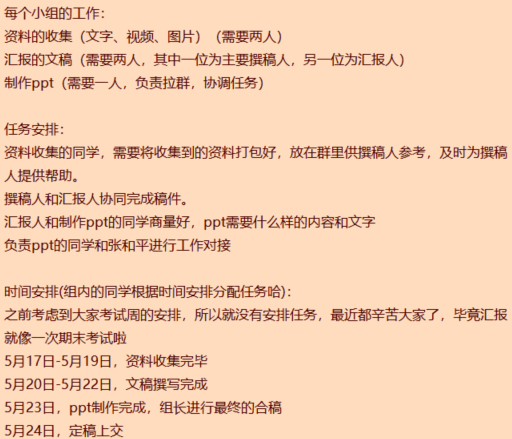 每个小组的工作：
资料的收集（文字、视频、图片）（需要两人）
汇报的文稿（需要两人，其中一位为主要撰稿人，另一位为汇报人）
制作ppt（需要一人，负责拉群，协调任务）
任务安排：
资料收集的同学，需要将收集到的资料打包好，放在群里供撰稿人参考，及时为撰稿
人提供帮助。
撰稿人和汇报人协同完成稿件。
汇报人和制作ppt的同学商量好，ppt需要什么样的内容和文字
负责ppt的同学和张和平进行工作对接
时间安排(组内的同学根据时间安排分配任务哈)：
之前考虑到大家考试周的安排，所以就没有安排任务，最近都辛苦大家了，毕竟汇报
就像一次期末考试啦
5月17日-5月19日，资料收集完毕
5月20日-5月22日，文稿撰写完成
5月23日，ppt制作完成，组长进行最终的合稿
5月24日，定稿上交